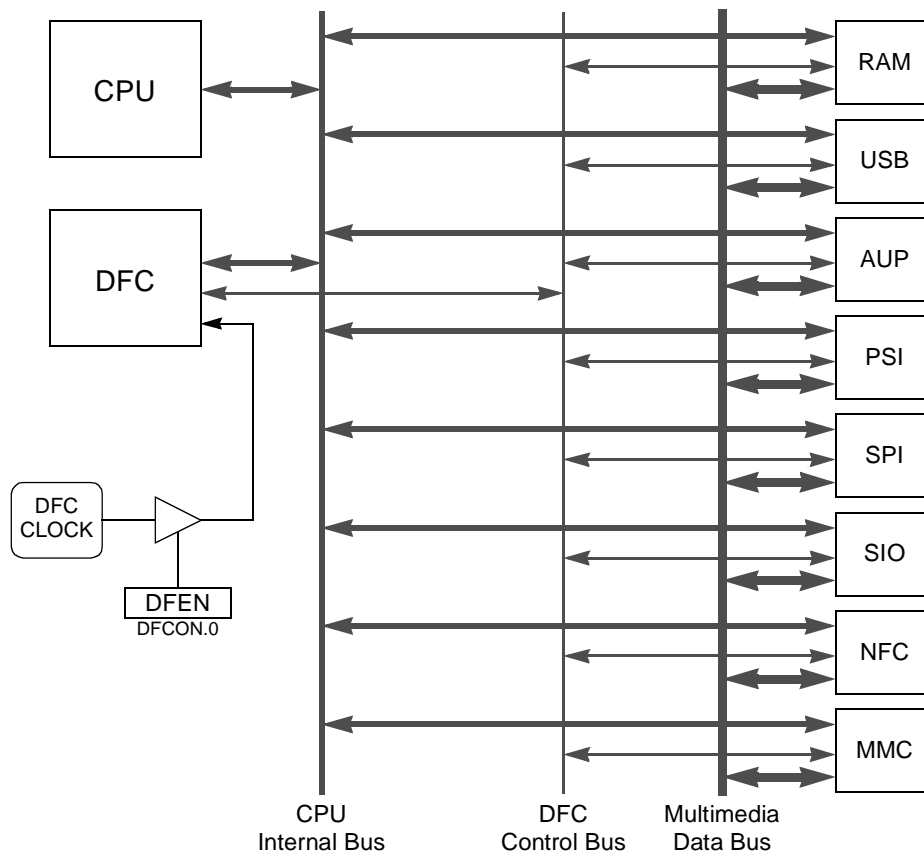 CPU
DFC
DFC
CLOCK
DFEN
DFCON.0
RAM
USB
AUP
PSI
SPI
SIO
NFC
MMC
CPU
Internal Bus
DFC
Control Bus
Multimedia
Data Bus